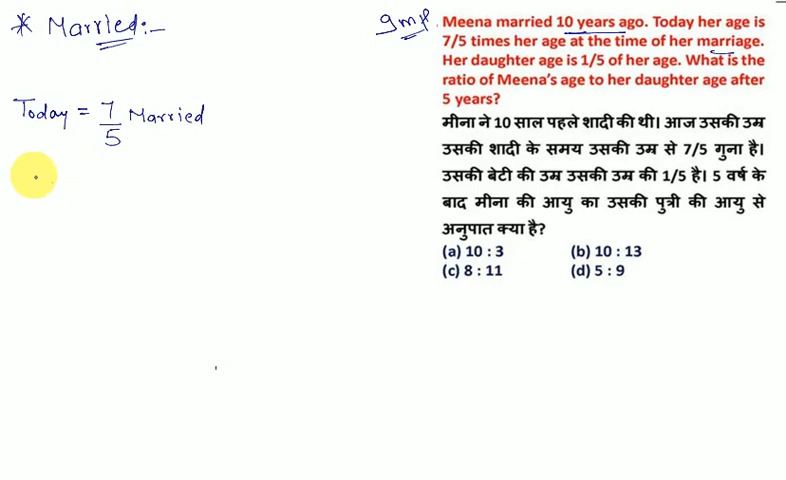 * Married:-
Imp.
Meena married 10 years ago. Today her age is
7/5 times her age at the time of her marriage.
Her daughter age is 1/5 of her age. What is the
ratio of Meena's age to her daughter age after
5 years?
Today = 7/5 Married
मीना ने 10 साल पहले शादी की थी। आज उसकी उम्र
उसकी शादी के समय उसकी उम्र से 7/5 गुना है।
उसकी बेटी की उम्र उसकी उम्र की 1/5 है। 5 वर्ष के
बाद मीना की आयु का उसकी पुत्री की आयु से
अनुपात क्या है?
(a) 10 : 3 (b) 10 : 13
(c) 8 : 11 (d) 5 : 9